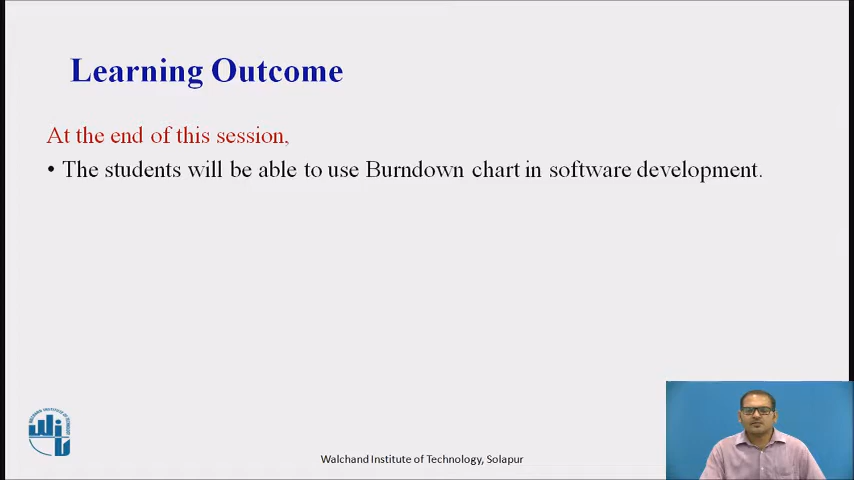 Learning Outcome
At the end of this session,
• The students will be able to use Burndown chart in software development.
Walchand Institute of Technology, Solapur